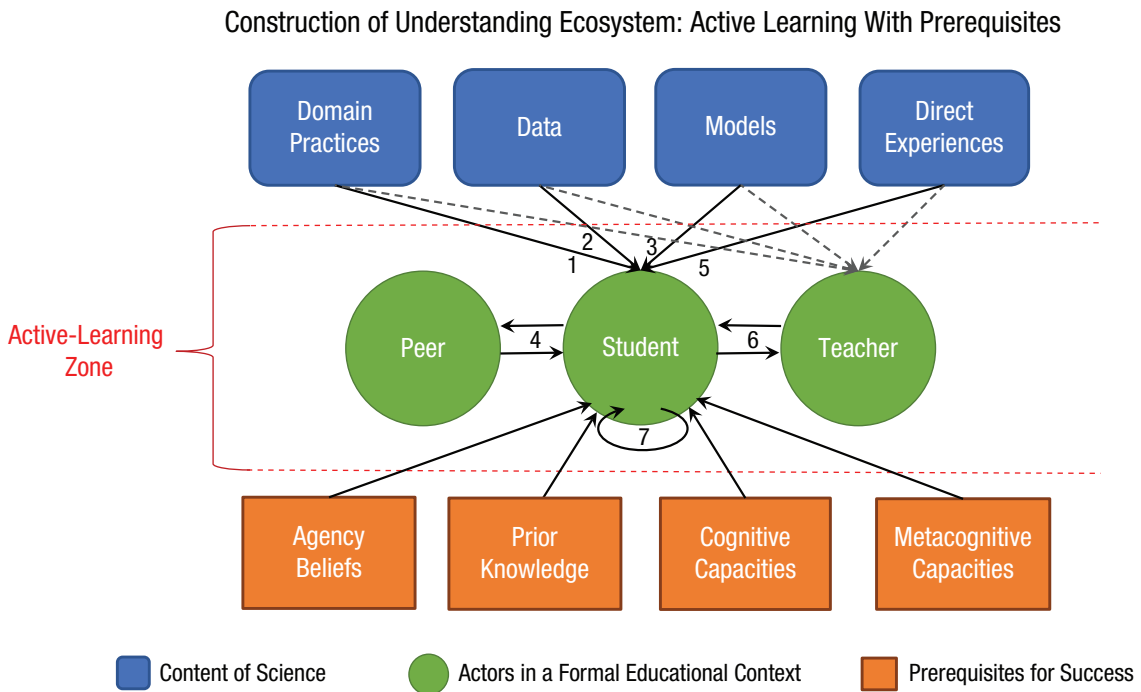 Construction of Understanding Ecosystem: Active Learning With Prerequisites
Domain
Practices
Data
Models
Direct
Experiences
2
3
1
5
Active-Learning
Zone
Peer
4
Student
6
Teacher
7
Agency
Beliefs
Prior
Knowledge
Cognitive
Capacities
Metacognitive
Capacities
Content of Science
Actors in a Formal Educational Context
Prerequisites for Success